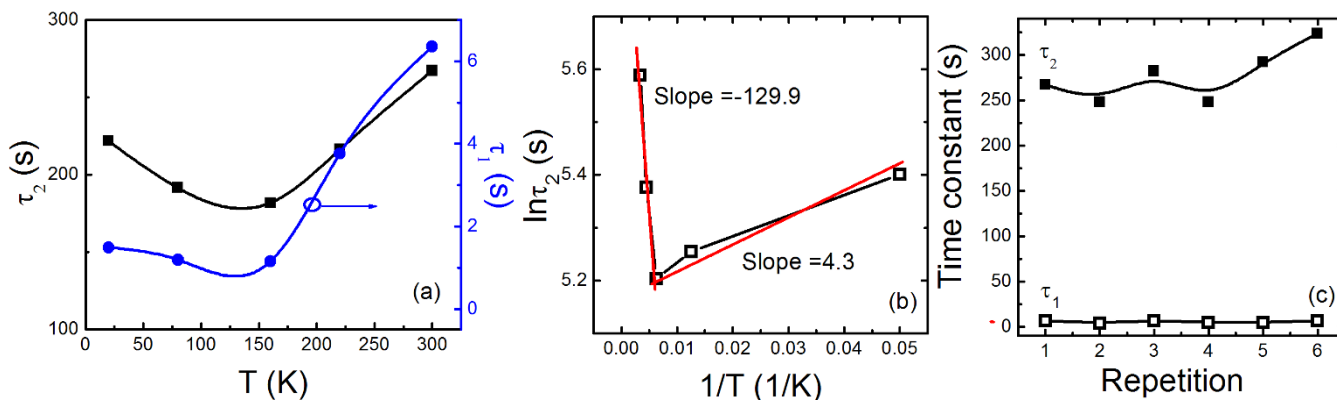 300
200
100
τ₂ (s)
0 50 100 150 200 250 300
T (K)
6
4
2
0
τ₁ (s)
(a)
5.6
5.4
5.2
lnτ₂ (s)
0.00 0.01 0.02 0.03 0.04 0.05
1/T (1/K)
Slope =-129.9
Slope =4.3
(b)
300
250
200
150
100
50
0
Time constant (s)
1 2 3 4 5 6
Repetition
τ₂
τ₁
(c)